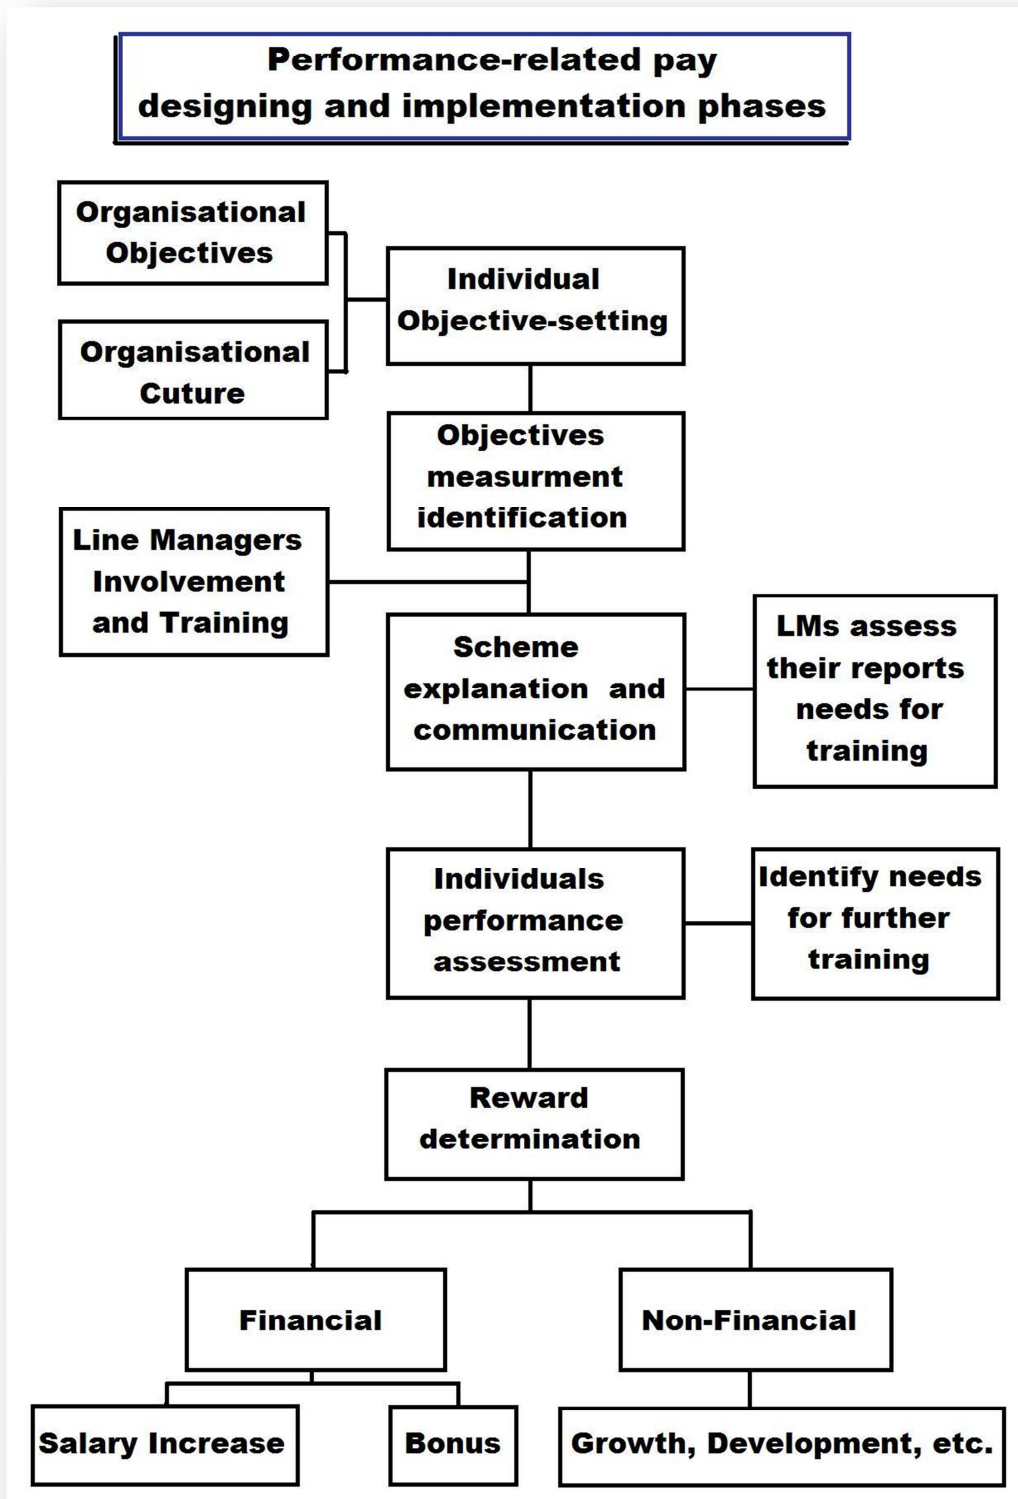 Performance-related pay
designing and implementation phases
Organisational
Objectives
Individual
Objective-setting
Organisational
Cuture
Objectives
measurment
identification
Line Managers
Involvement
and Training
Scheme
explanation and
communication
LMs assess
their reports
needs for
training
Individuals
performance
assessment
Identify needs
for further
training
Reward
determination
Financial
Non-Financial
Salary Increase
Bonus
Growth, Development, etc.